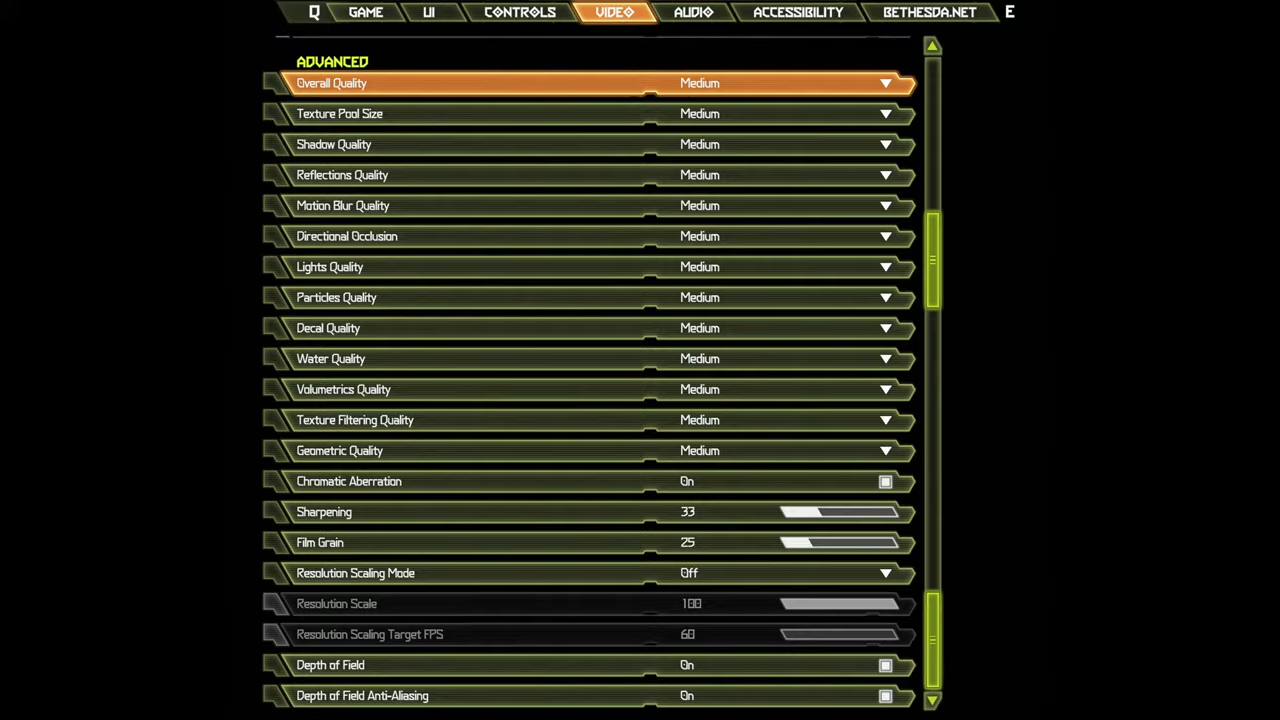 Q GAME UI CONTROLS VIDEO AUDIO ACCESSIBILITY BETHESDA.NET E
ADVANCED
Overall Quality Medium
Texture Pool Size Medium
Shadow Quality Medium
Reflections Quality Medium
Motion Blur Quality Medium
Directional Occlusion Medium
Lights Quality Medium
Particles Quality Medium
Decal Quality Medium
Water Quality Medium
Volumetrics Quality Medium
Texture Filtering Quality Medium
Geometric Quality Medium
Chromatic Aberration On
Sharpening 33
Film Grain 25
Resolution Scaling Mode Off
Resolution Scale 100
Resolution Scaling Target FPS 60
Depth of Field On
Depth of Field Anti-Aliasing On